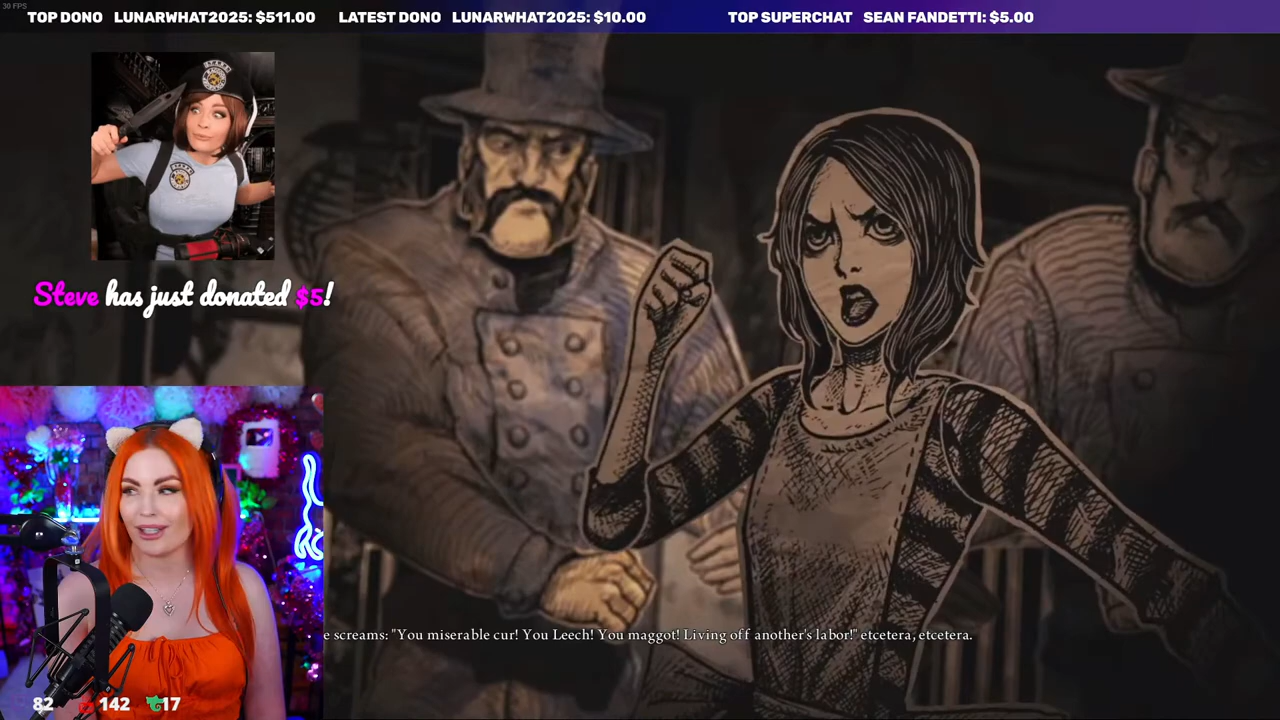 30 FPS
TOP DONO LUNARWHAT2025: $511.00 LATEST DONO LUNARWHAT2025: $10.00 TOP SUPERCHAT SEAN FANDETTI: $5.00
Steve has just donated $5!
e screams: "You miserable cur! You Leech! You maggot! Living off another's labor!" etcetera, etcetera.
82 142 17